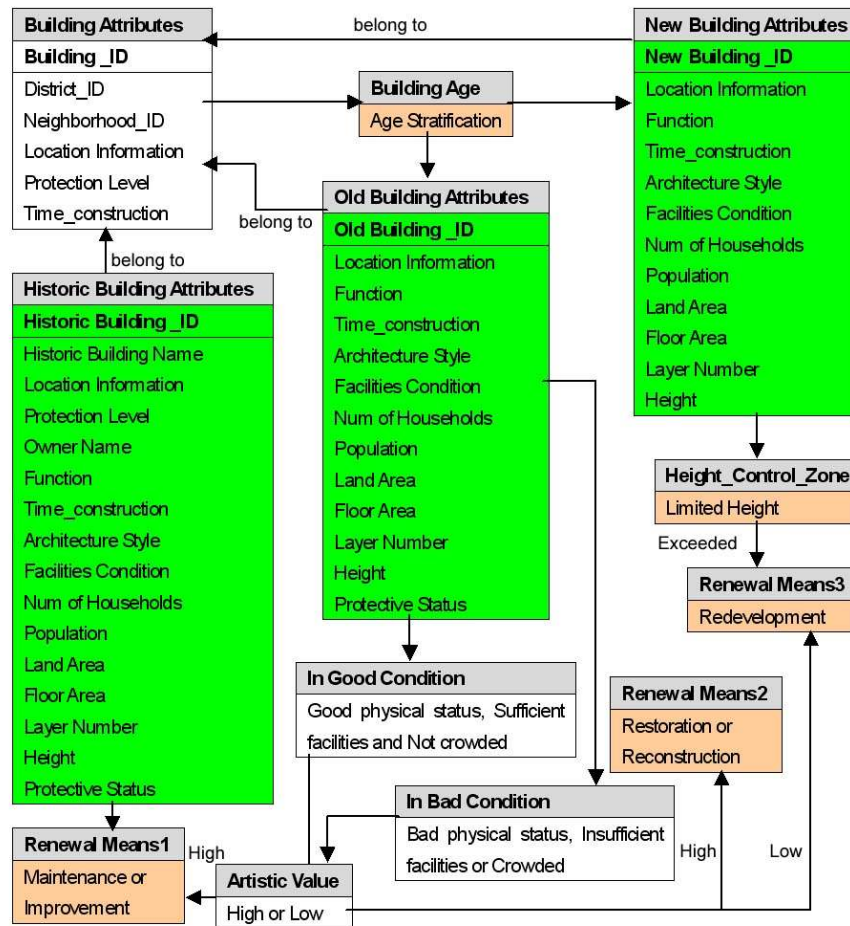 Building Attributes
Building _ID
District_ID
Neighborhood_ID
Location Information
Protection Level
Time_construction
belong to
New Building Attributes
New Building _ID
Location Information
Function
Time_construction
Architecture Style
Facilities Condition
Num of Households
Population
Land Area
Floor Area
Layer Number
Height
Building Age
Age Stratification
belong to
Old Building Attributes
Old Building _ID
Location Information
Function
Time_construction
Architecture Style
Facilities Condition
Num of Households
Population
Land Area
Floor Area
Layer Number
Height
Protective Status
belong to
Historic Building Attributes
Historic Building _ID
Historic Building Name
Location Information
Protection Level
Owner Name
Function
Time_construction
Architecture Style
Facilities Condition
Num of Households
Population
Land Area
Floor Area
Layer Number
Height
Protective Status
Height_Control_Zone
Limited Height
Exceeded
Renewal Means3
Redevelopment
In Good Condition
Good physical status, Sufficient
facilities and Not crowded
Renewal Means2
Restoration or
Reconstruction
In Bad Condition
Bad physical status, Insufficient
facilities or Crowded
High
Low
Renewal Means1
Maintenance or
Improvement
High
Artistic Value
High or Low